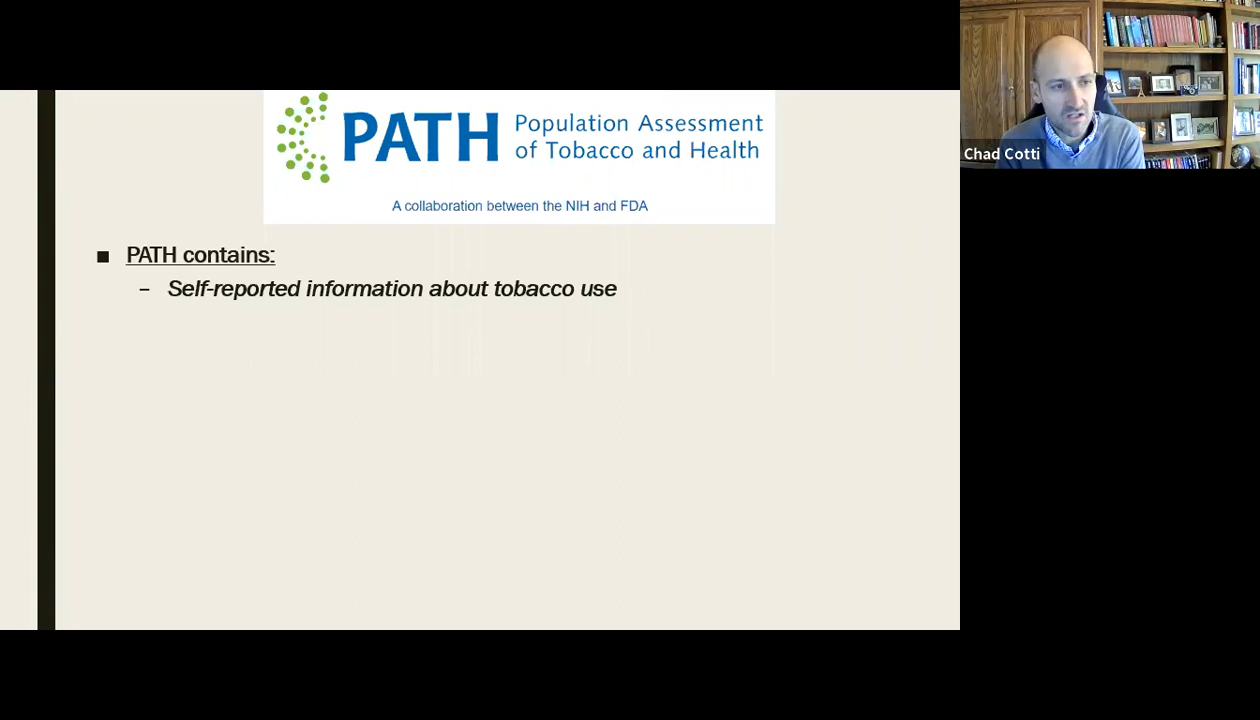 PATH
Population Assessment
of Tobacco and Health
A collaboration between the NIH and FDA
■ PATH contains:
– Self-reported information about tobacco use
Chad Cotti